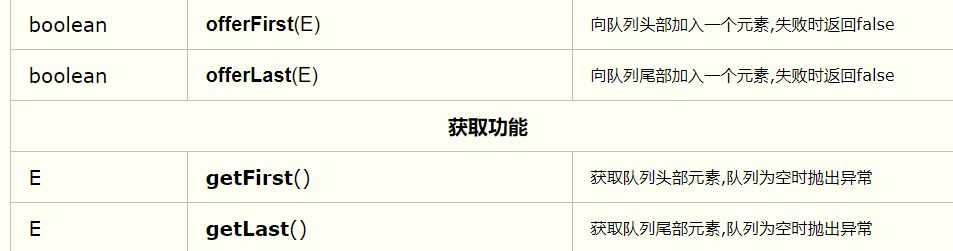 boolean offerFirst(E) 向队列头部加入一个元素,失败时返回false
boolean offerLast(E) 向队列尾部加入一个元素,失败时返回false
获取功能
E getFirst() 获取队列头部元素,队列为空时抛出异常
E getLast() 获取队列尾部元素,队列为空时抛出异常